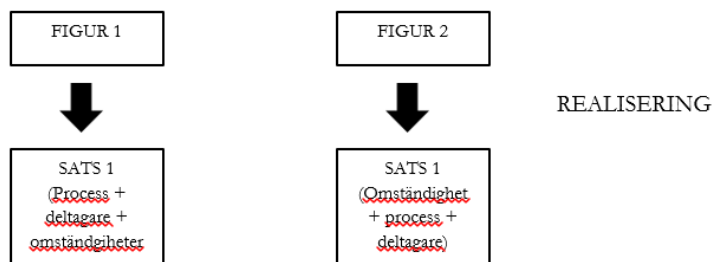 FIGUR 1
FIGUR 2
REALISERING
SATS 1
(Process +
deltagare +
omständgiheter
SATS 1
(Omständighet
+ process +
deltagare)